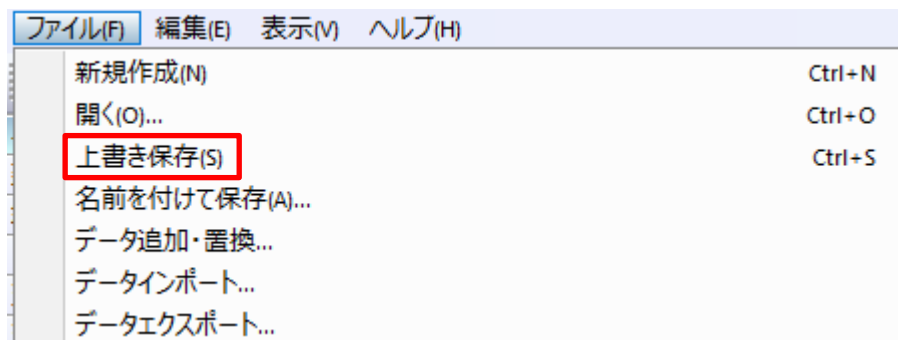 ファイル(F) 編集(E) 表示(V) ヘルプ(H)
新規作成(N) Ctrl+N
開く(O)... Ctrl+O
上書き保存(S) Ctrl+S
名前を付けて保存(A)...
データ追加・置換...
データインポート...
データエクスポート...